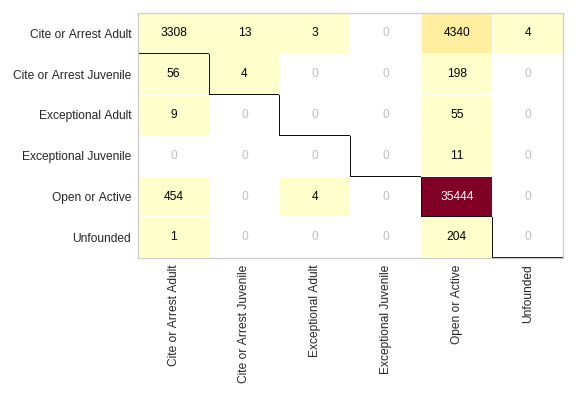 Cite or Arrest Adult 3308 13 3 0 4340 4
Cite or Arrest Juvenile 56 4 0 0 198 0
Exceptional Adult 9 0 0 0 55 0
Exceptional Juvenile 0 0 0 0 11 0
Open or Active 454 0 4 0 35444 0
Unfounded 1 0 0 0 204 0
Cite or Arrest Adult
Cite or Arrest Juvenile
Exceptional Adult
Exceptional Juvenile
Open or Active
Unfounded